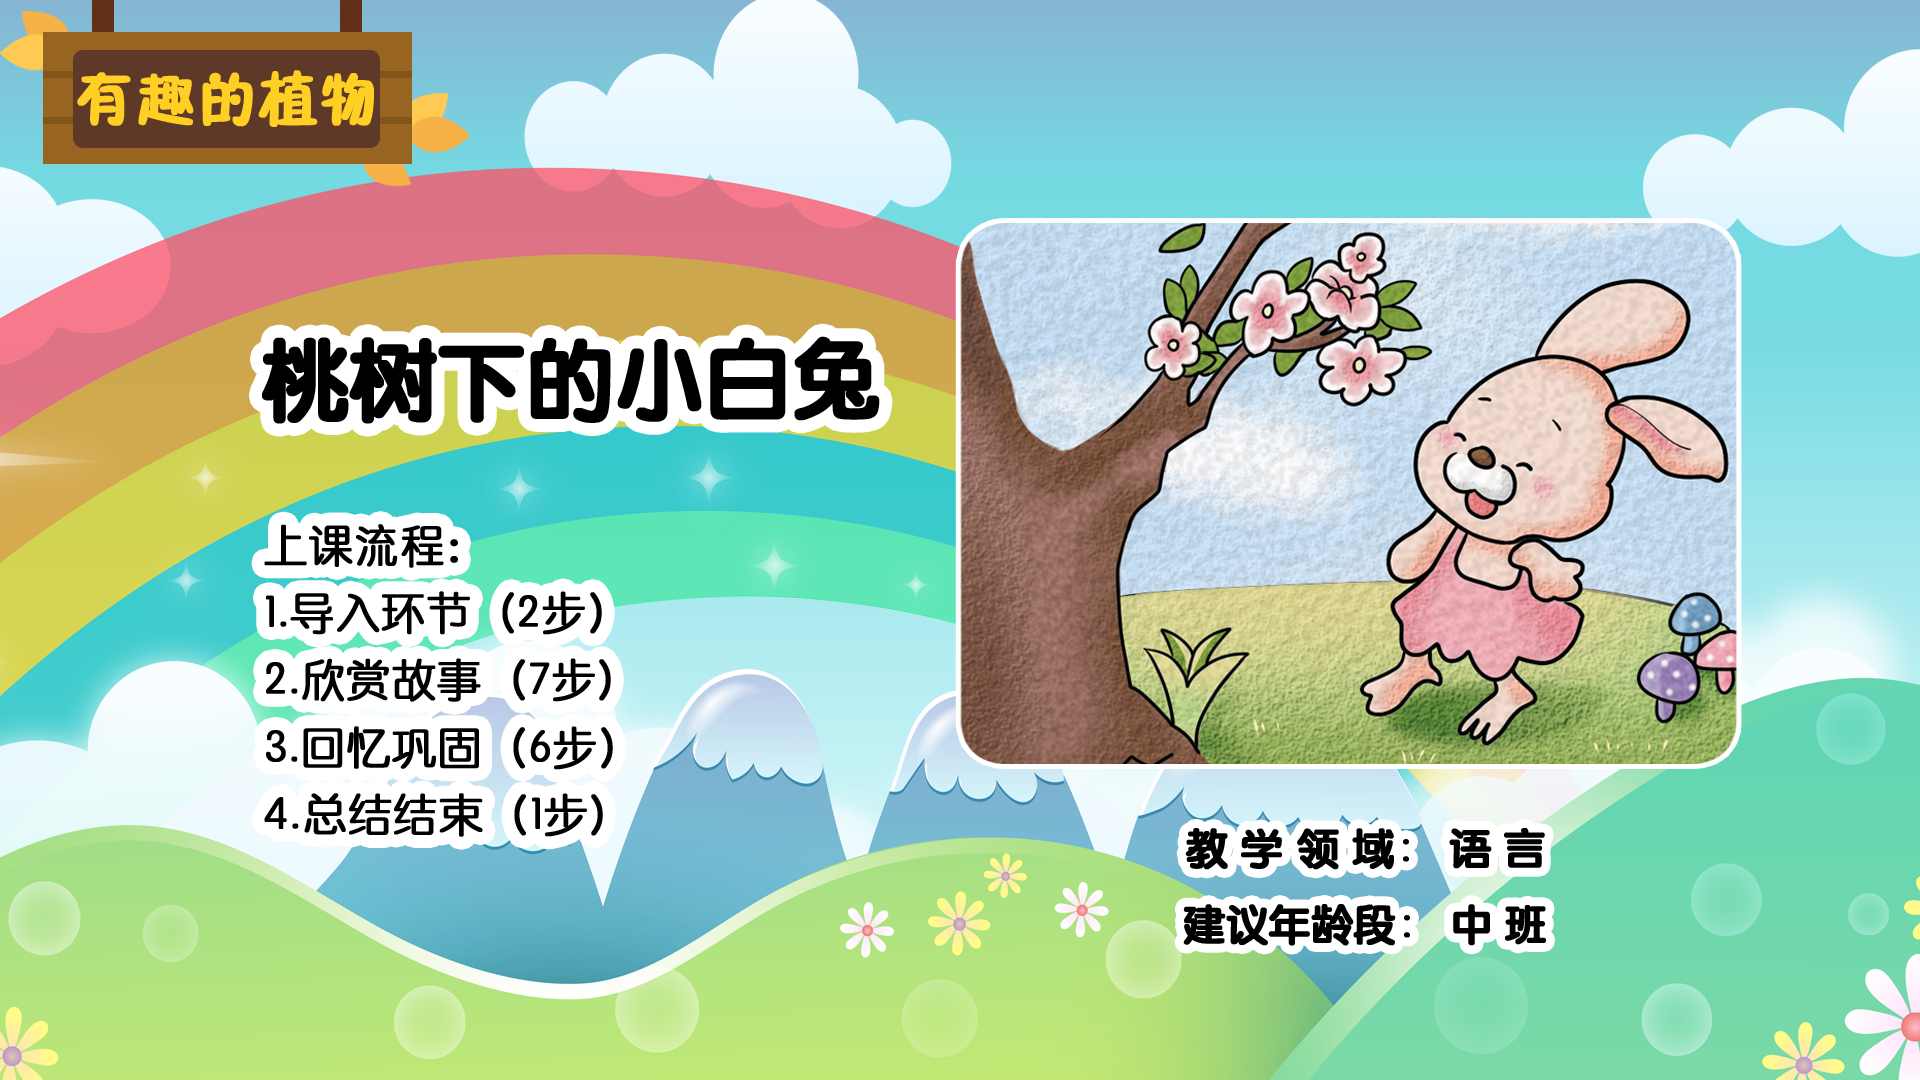 有趣的植物
桃树下的小白兔
上课流程:
1.导入环节（2步）
2.欣赏故事（7步）
3.回忆巩固（6步）
4.总结结束（1步）
教学领域： 语言
建议年龄段： 中班